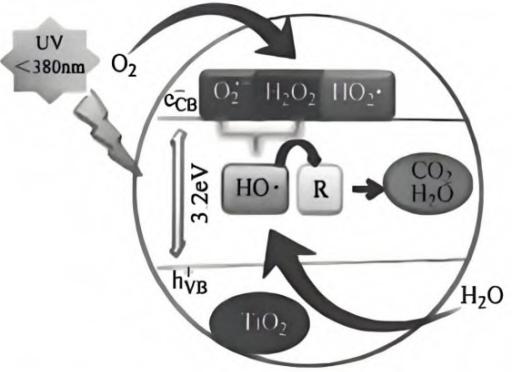 UV
<380nm
O₂
e⁻CB
O₂·⁻ H₂O₂ HO₂·
3.2eV
HO· R
CO₂
H₂O
h⁺VB
TiO₂
H₂O